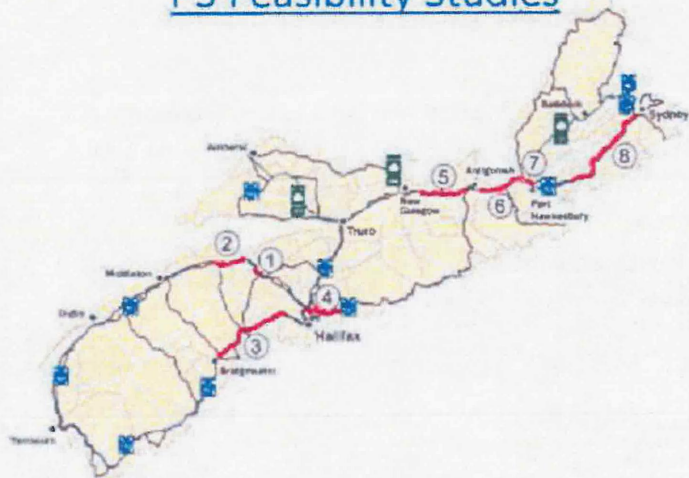 P3 Feasibility Studies
Sydney
Baddeck
8
Amherst
7
5
Antigonish
New
Glasgow
6
Port
Hawkesbury
Truro
2
1
Middleton
4
Digby
Halifax
3
Bridgewater
Yarmouth